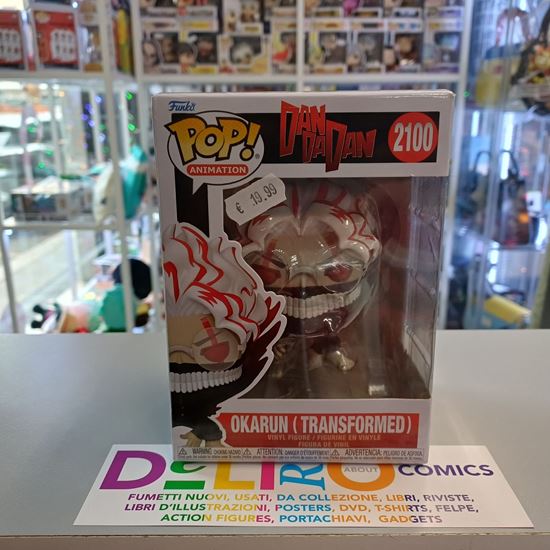 Funko
POP!
ANIMATION
DAN DA DAN
2100
€ 19,99
OKARUN (TRANSFORMED)
VINYL FIGURE / FIGURINE EN VINYLE
FIGURA DE VINIL
WARNING
ATTENTION
ADVERTENCIA
DeLIRIO
ABOUT
COMICS
FUMETTI NUOVI, USATI, DA COLLEZIONE, LIBRI, RIVISTE,
LIBRI D'ILLUSTRAZIONI, POSTERS, DVD, T-SHIRTS, FELPE,
ACTION FIGURES, PORTACHIAVI, GADGETS